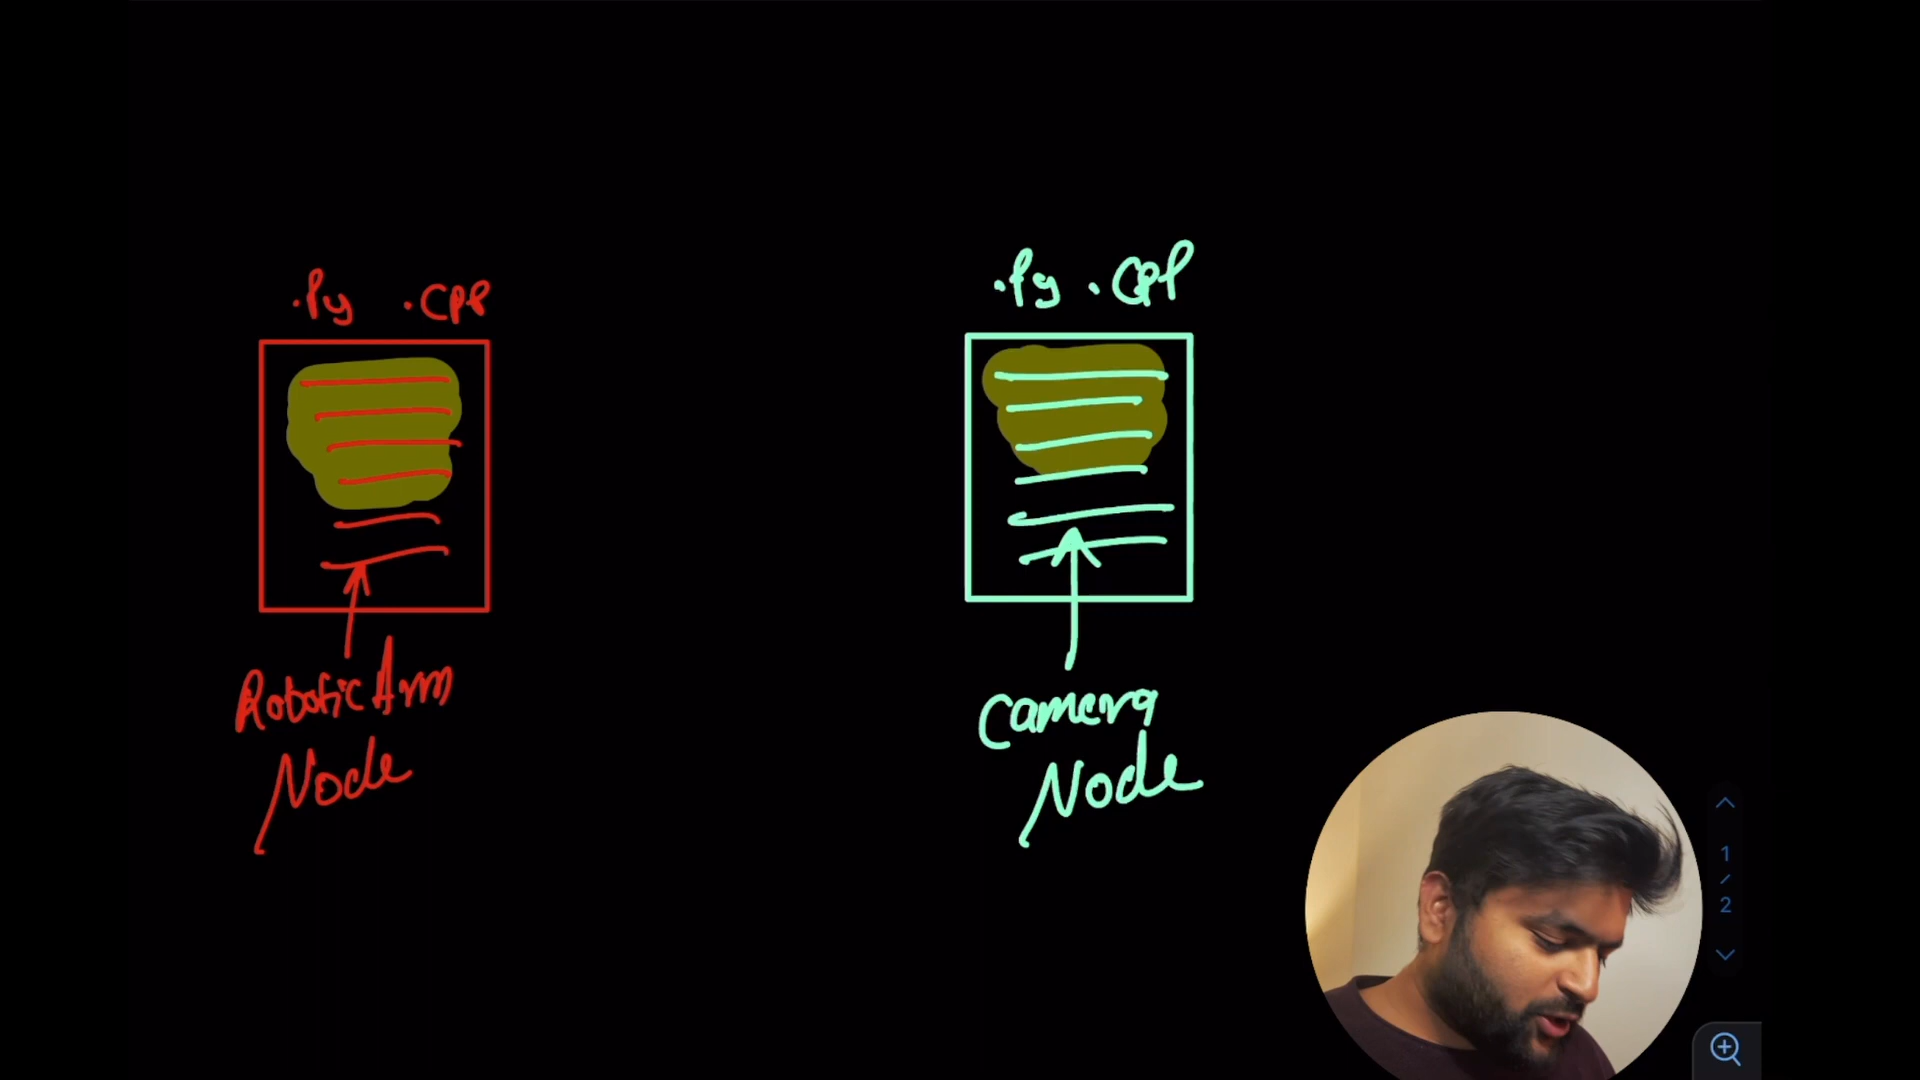 .Py .CPP
Robotic Arm
Node
.Py .CPP
Camera
Node
1
/
2